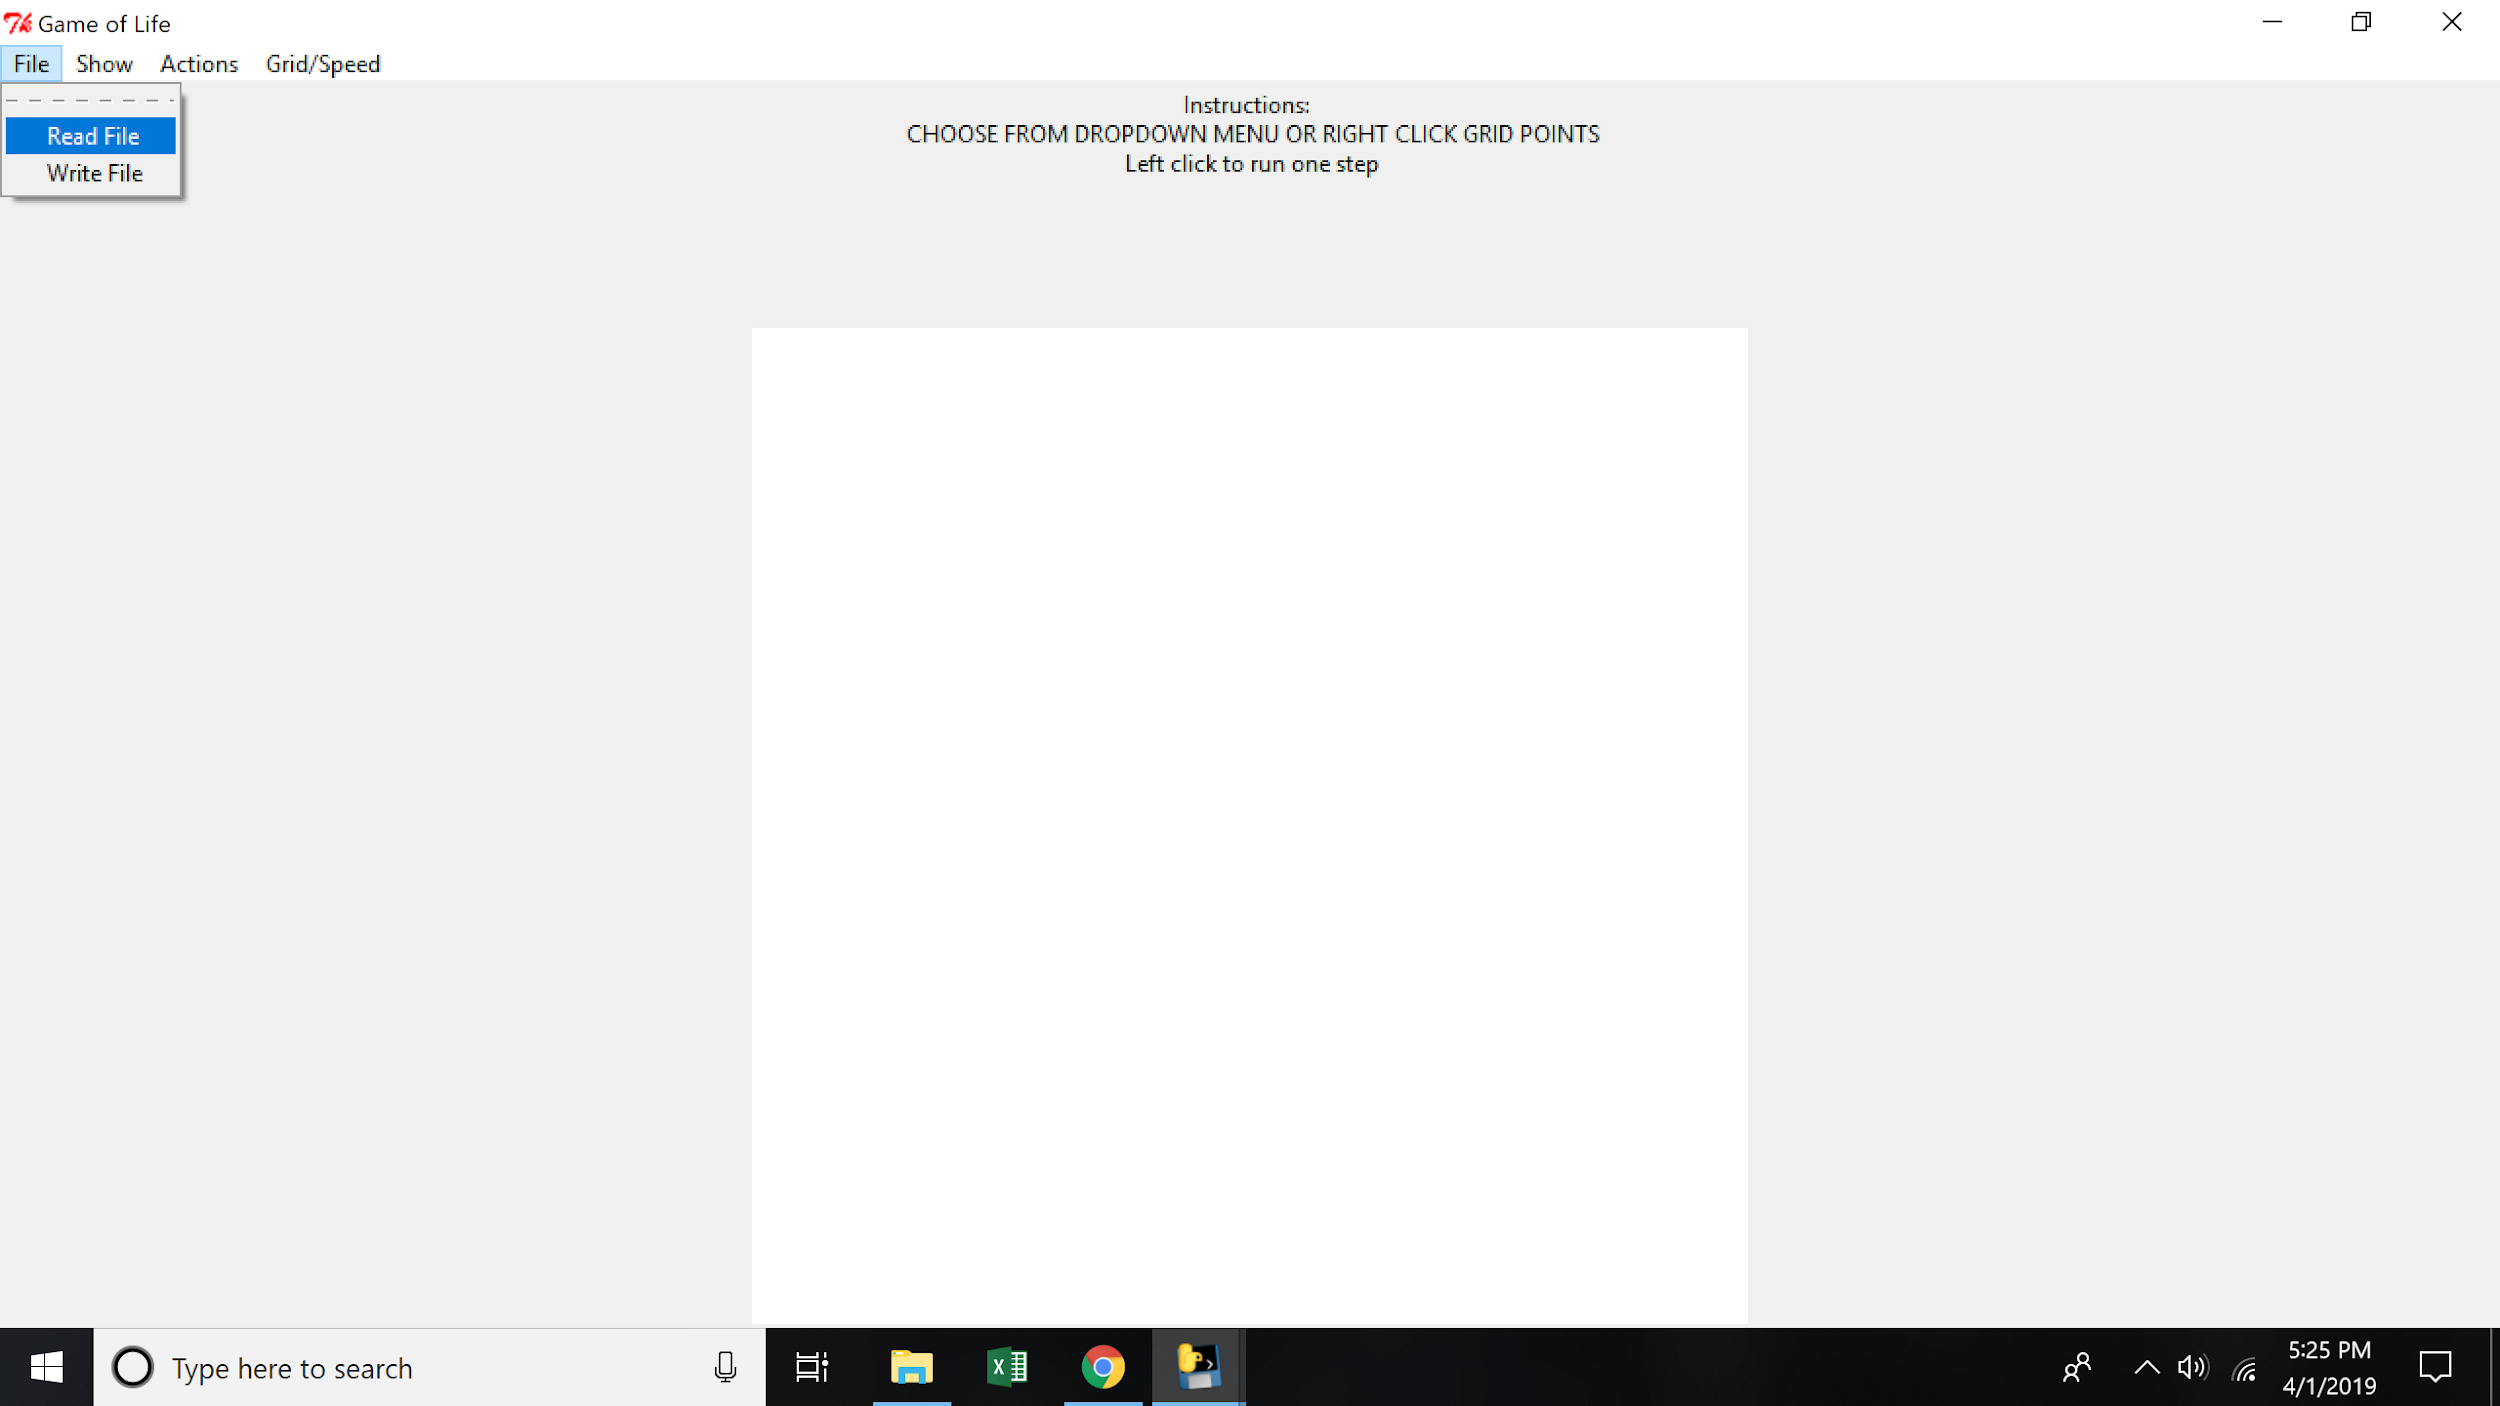 Game of Life
File Show Actions Grid/Speed
Read File
Write File
Instructions:
CHOOSE FROM DROPDOWN MENU OR RIGHT CLICK GRID POINTS
Left click to run one step
Type here to search
5:25 PM
4/1/2019